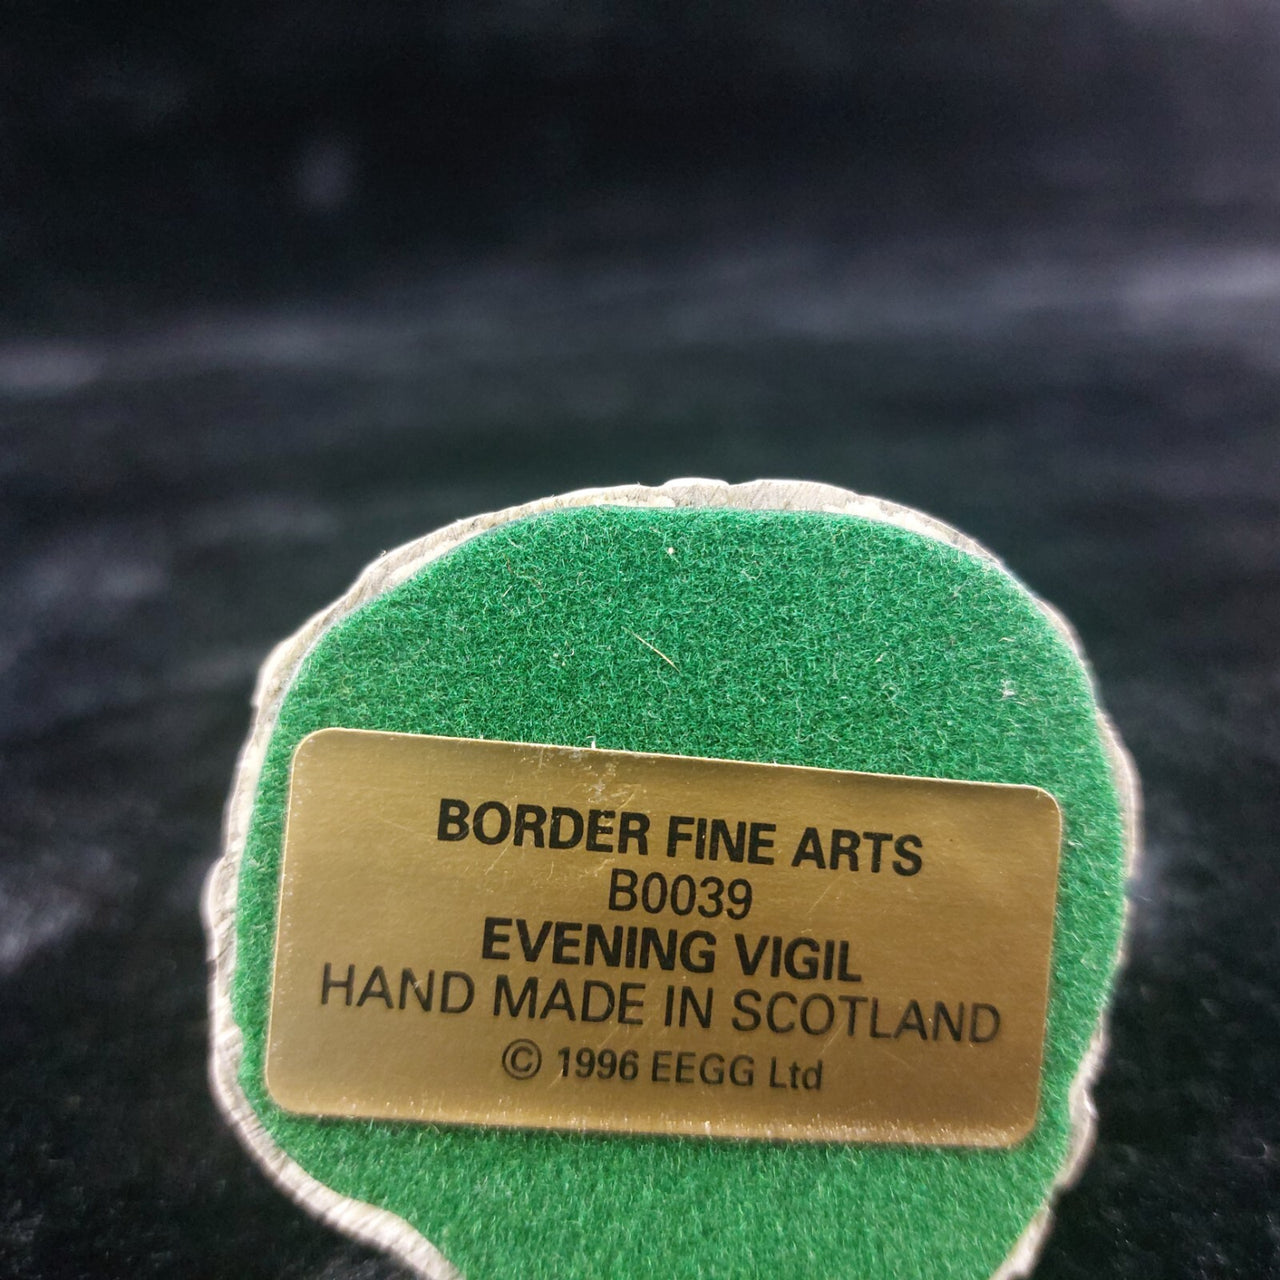 BORDER FINE ARTS
B0039
EVENING VIGIL
HAND MADE IN SCOTLAND
© 1996 EEGG Ltd